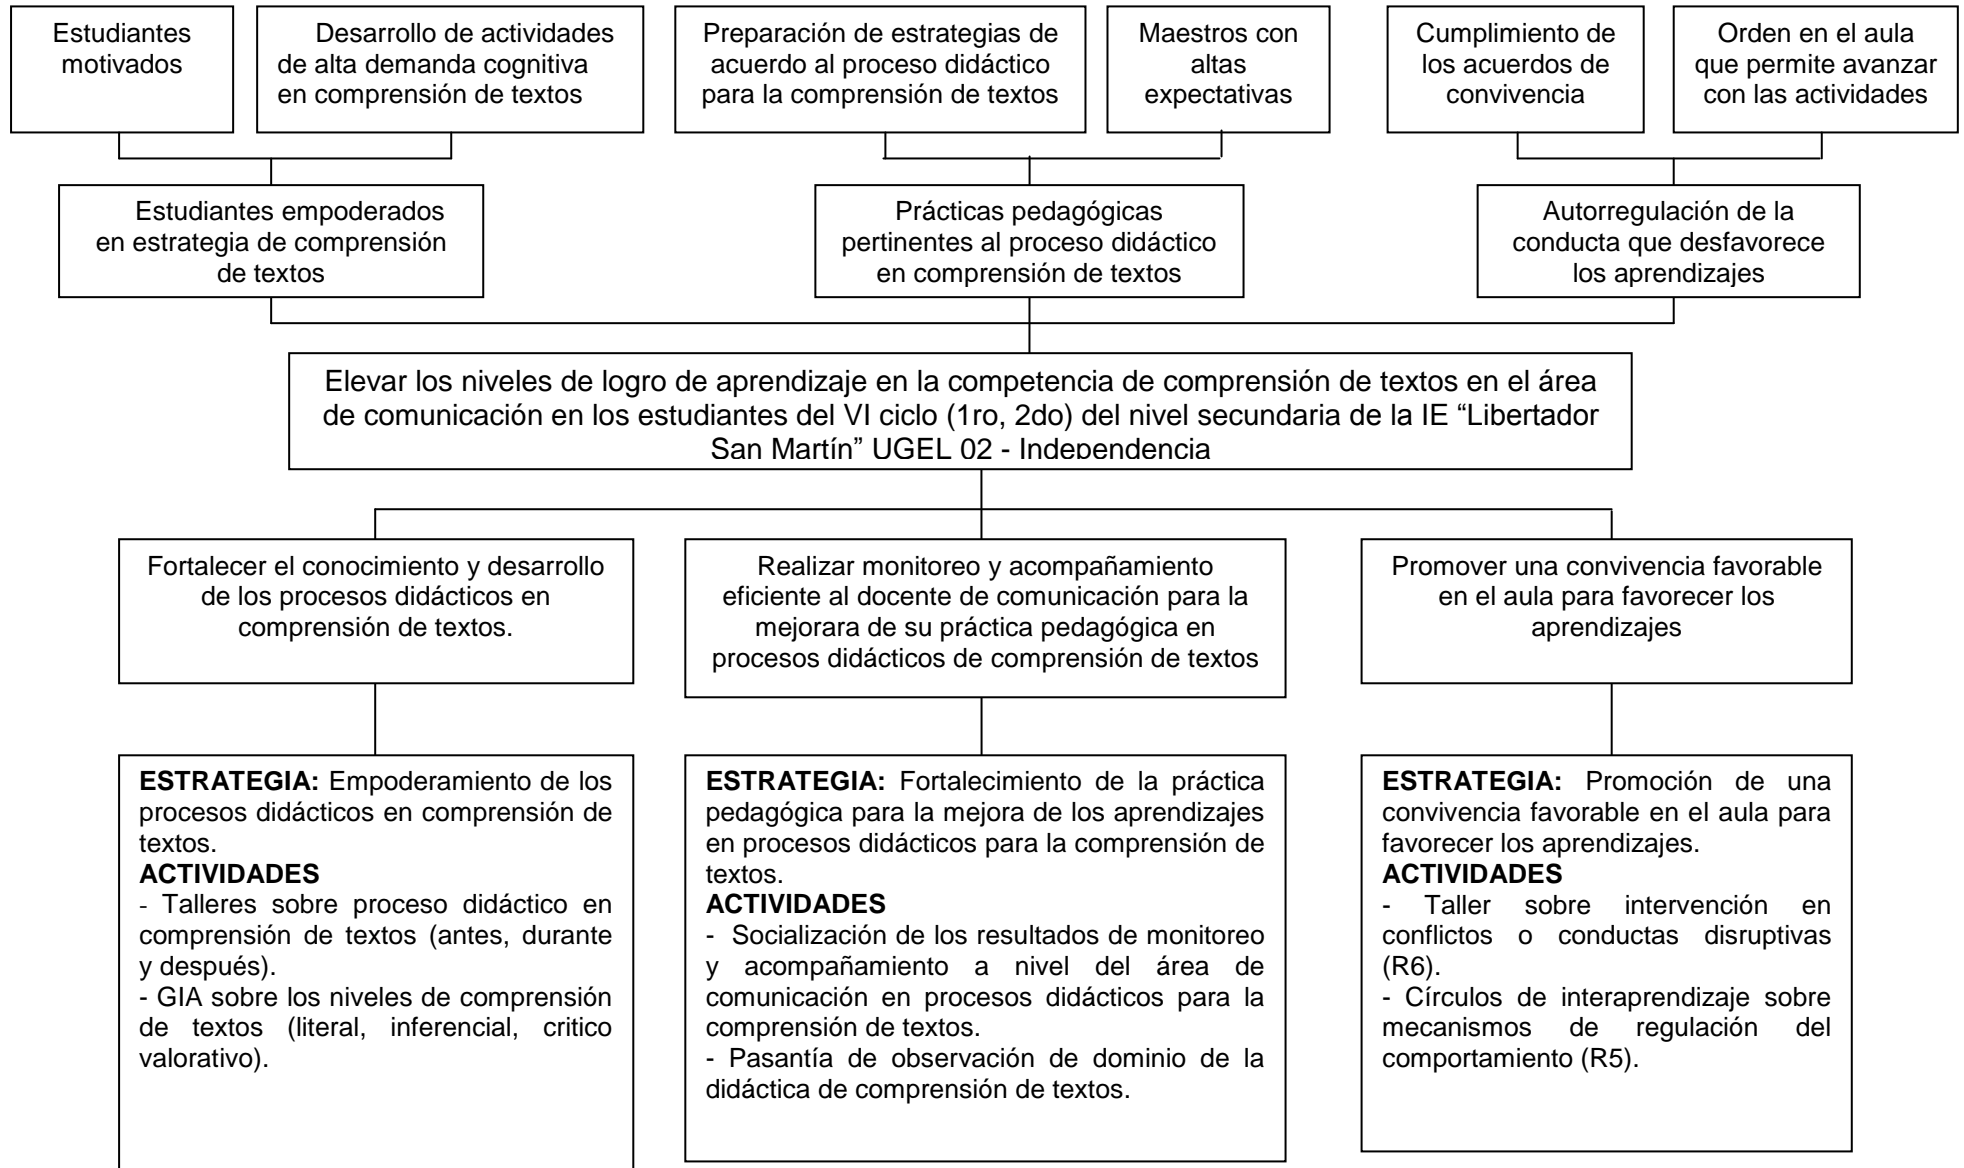 Estudiantes
motivados
Desarrollo de actividades
de alta demanda cognitiva
en comprensión de textos
Preparación de estrategias de
acuerdo al proceso didáctico
para la comprensión de textos
Maestros con
altas
expectativas
Cumplimiento de
los acuerdos de
convivencia
Orden en el aula
que permite avanzar
con las actividades
Estudiantes empoderados
en estrategia de comprensión
de textos
Prácticas pedagógicas
pertinentes al proceso didáctico
en comprensión de textos
Autorregulación de la
conducta que desfavorece
los aprendizajes
Elevar los niveles de logro de aprendizaje en la competencia de comprensión de textos en el área
de comunicación en los estudiantes del VI ciclo (1ro, 2do) del nivel secundaria de la IE “Libertador
San Martín” UGEL 02 - Independencia
Fortalecer el conocimiento y desarrollo
de los procesos didácticos en
comprensión de textos.
Realizar monitoreo y acompañamiento
eficiente al docente de comunicación para la
mejorara de su práctica pedagógica en
procesos didácticos de comprensión de textos
Promover una convivencia favorable
en el aula para favorecer los
aprendizajes
ESTRATEGIA: Empoderamiento de los
procesos didácticos en comprensión de
textos.
ACTIVIDADES
- Talleres sobre proceso didáctico en
comprensión de textos (antes, durante
y después).
- GIA sobre los niveles de comprensión
de textos (literal, inferencial, critico
valorativo).
ESTRATEGIA: Fortalecimiento de la práctica
pedagógica para la mejora de los aprendizajes
en procesos didácticos para la comprensión de
textos.
ACTIVIDADES
- Socialización de los resultados de monitoreo
y acompañamiento a nivel del área de
comunicación en procesos didácticos para la
comprensión de textos.
- Pasantía de observación de dominio de la
didáctica de comprensión de textos.
ESTRATEGIA: Promoción de una
convivencia favorable en el aula para
favorecer los aprendizajes.
ACTIVIDADES
- Taller sobre intervención en
conflictos o conductas disruptivas
(R6).
- Círculos de interaprendizaje sobre
mecanismos de regulación del
comportamiento (R5).